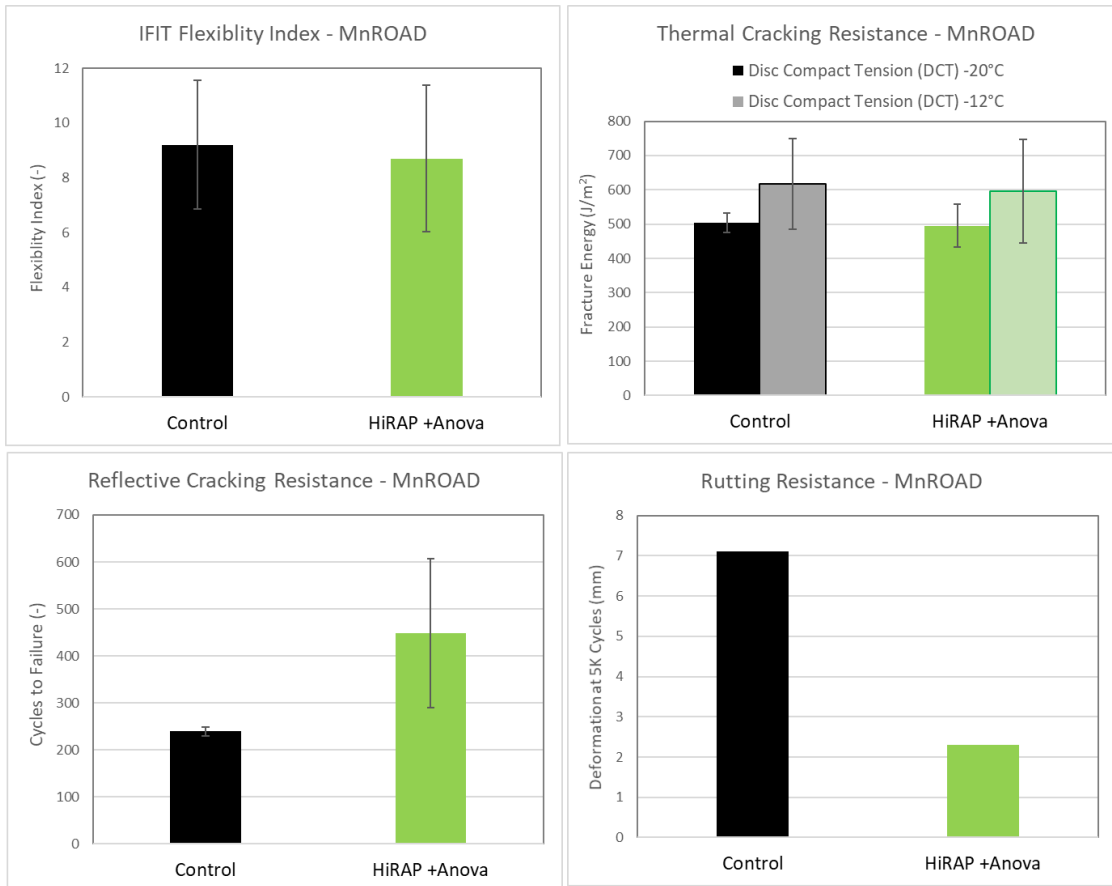 IFIT Flexiblity Index - MnROAD
12
10
8
6
4
2
0
Flexiblity Index (-)
Control
HiRAP +Anova
Thermal Cracking Resistance - MnROAD
Disc Compact Tension (DCT) -20°C
Disc Compact Tension (DCT) -12°C
800
700
600
500
400
300
200
100
0
Fracture Energy (J/m²)
Control
HiRAP +Anova
Reflective Cracking Resistance - MnROAD
700
600
500
400
300
200
100
0
Cycles to Failure (-)
Control
HiRAP +Anova
Rutting Resistance - MnROAD
8
7
6
5
4
3
2
1
0
Deformation at 5K Cycles (mm)
Control
HiRAP +Anova